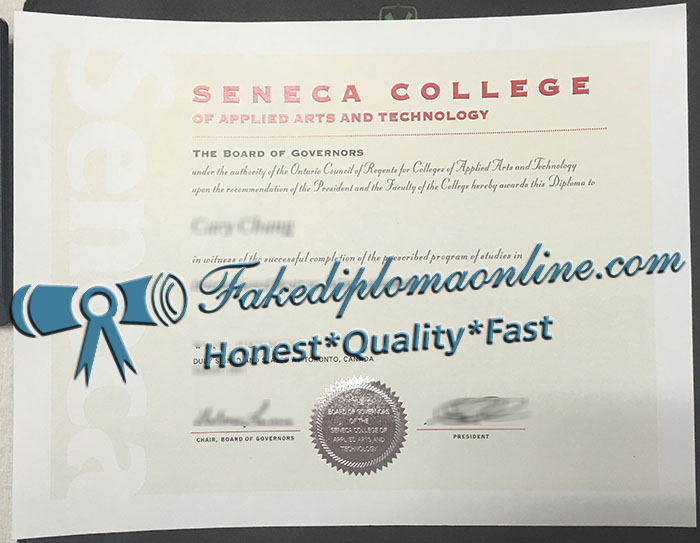 Seneca
SENECA COLLEGE
OF APPLIED ARTS AND TECHNOLOGY
THE BOARD OF GOVERNORS
under the authority of the Ontario Council of Regents for Colleges of Applied Arts and Technology
upon the recommendation of the President and the Faculty of the College hereby awards this Diploma to
Gary Chang
in witness of the successful completion of the prescribed program of studies in
Fakediplomaonline.com
Honest*Quality*Fast
TORONTO, CANADA
THE
BOARD OF GOVERNORS
OF THE
SENECA COLLEGE OF
APPLIED ARTS AND
TECHNOLOGY
CHAIR, BOARD OF GOVERNORS
PRESIDENT